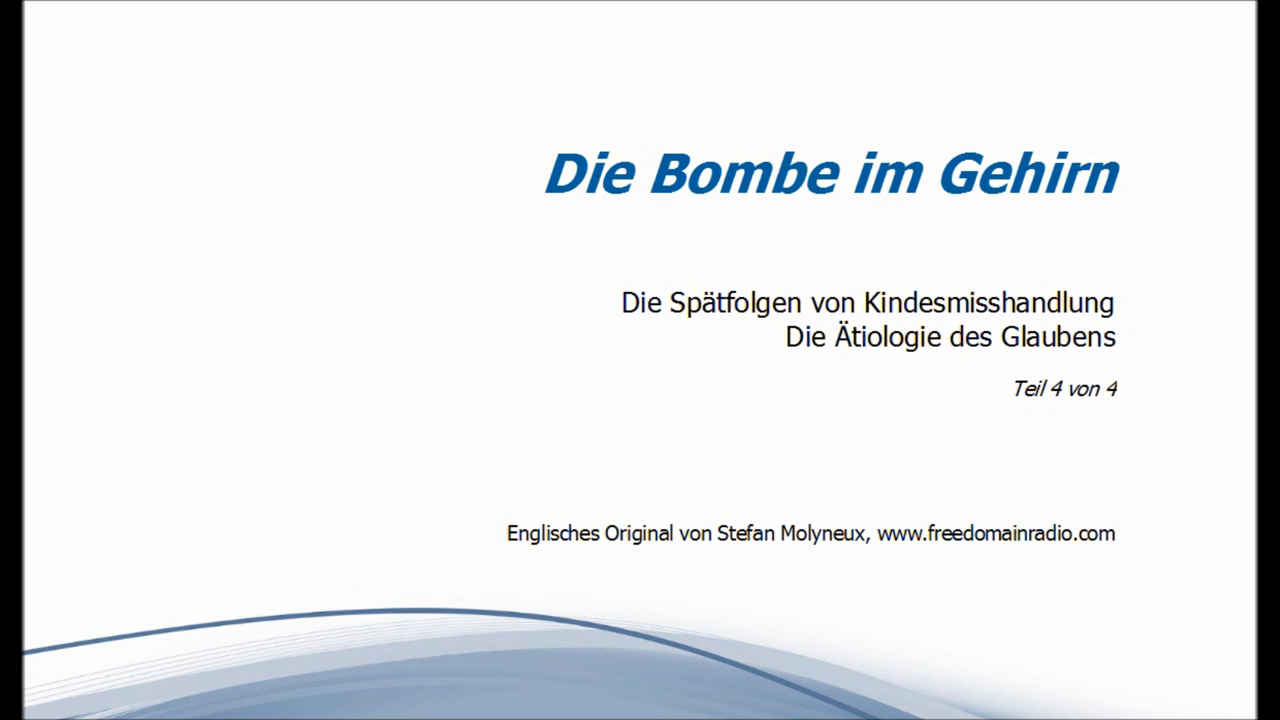 Die Bombe im Gehirn
Die Spätfolgen von Kindesmisshandlung
Die Ätiologie des Glaubens
Teil 4 von 4
Englisches Original von Stefan Molyneux, www.freedomainradio.com